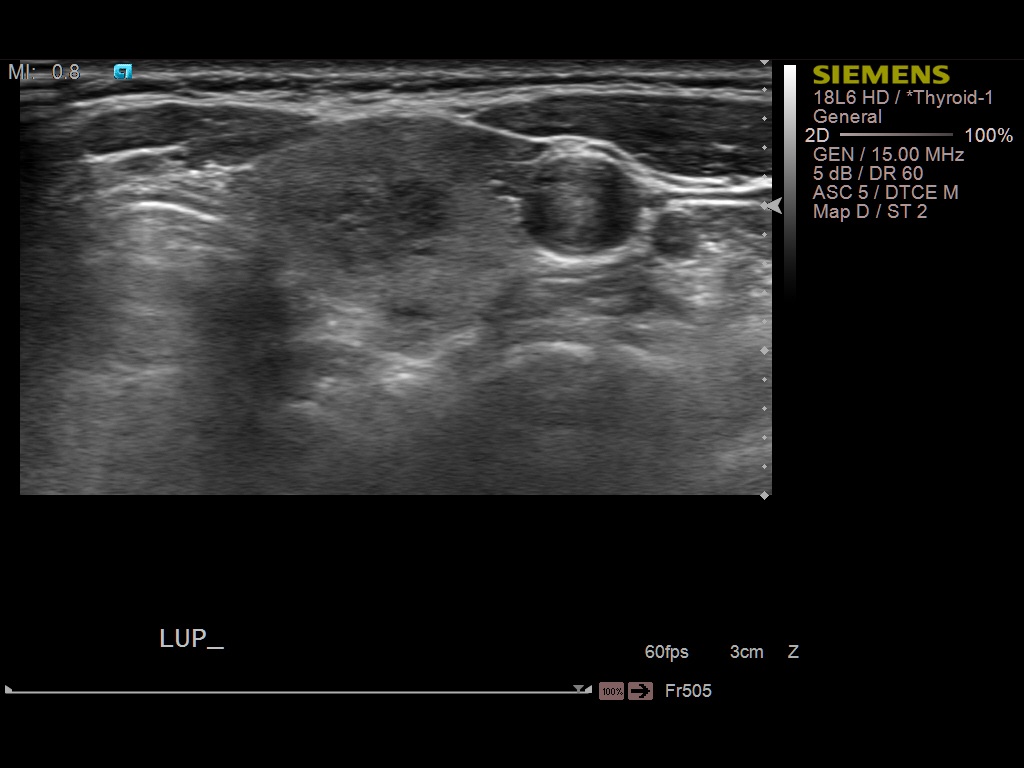 MI: 0.8
SIEMENS
18L6 HD / *Thyroid-1
General
2D 100%
GEN / 15.00 MHz
5 dB / DR 60
ASC 5 / DTCE M
Map D / ST 2
LUP_
60fps 3cm Z
100% Fr505